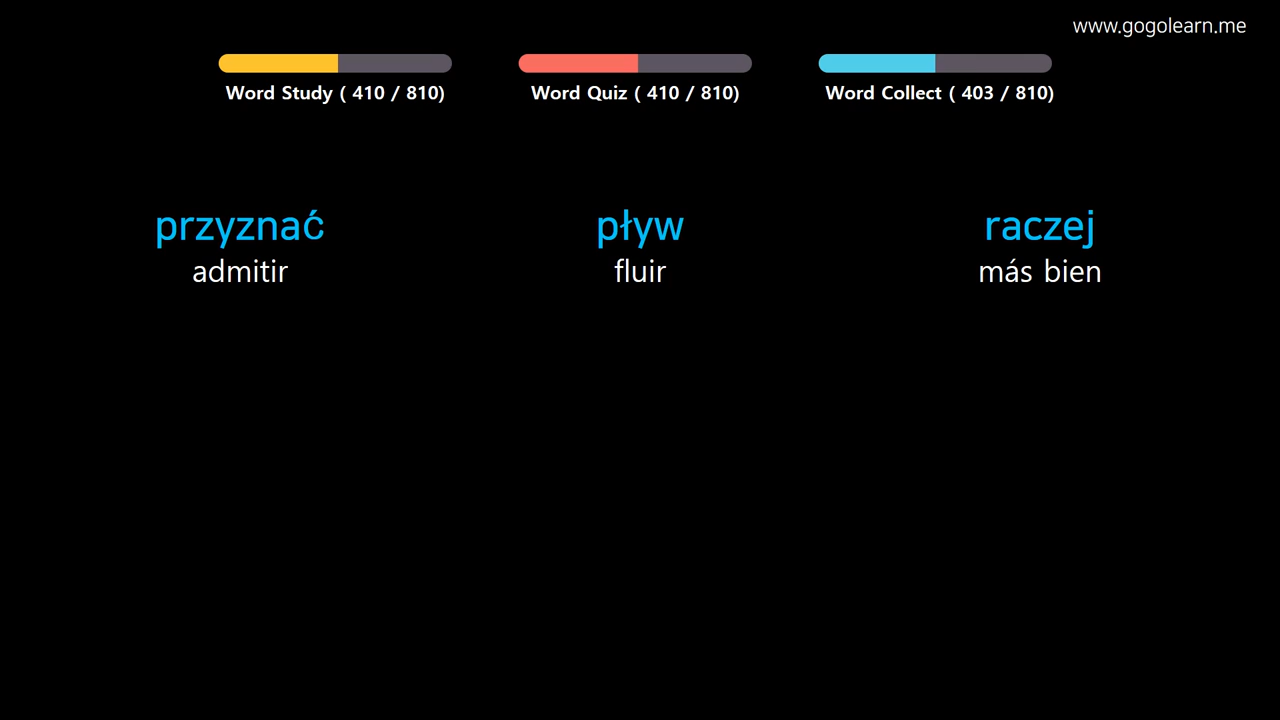 www.gogolearn.me
Word Study ( 410 / 810)
Word Quiz ( 410 / 810)
Word Collect ( 403 / 810)
przyznać
admitir
pływ
fluir
raczej
más bien